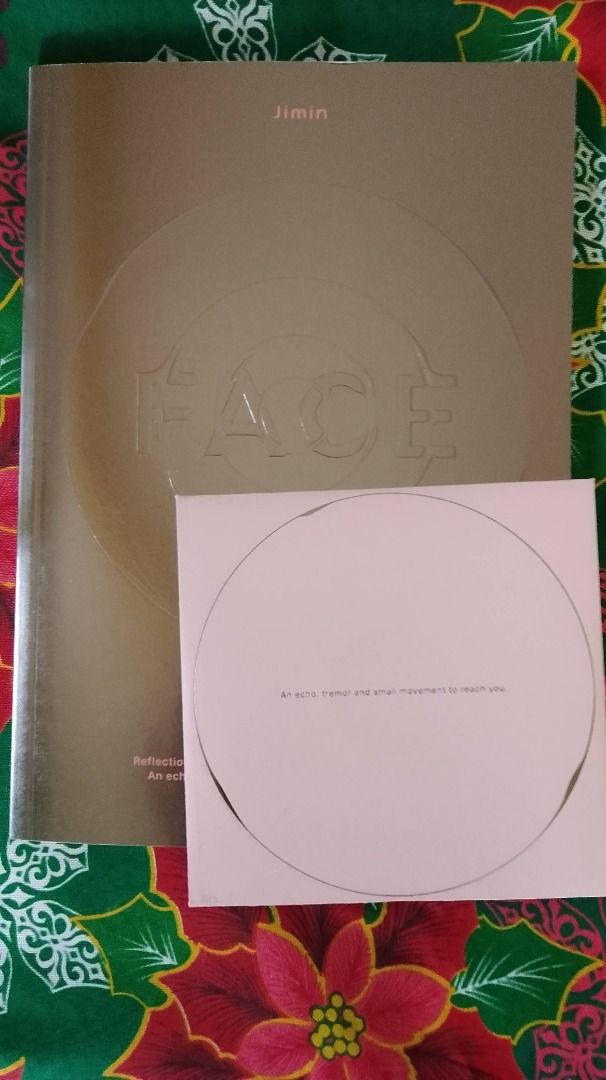 Jimin
FACE
An echo, tremor and small movement to reach you.
Reflectio
An ech